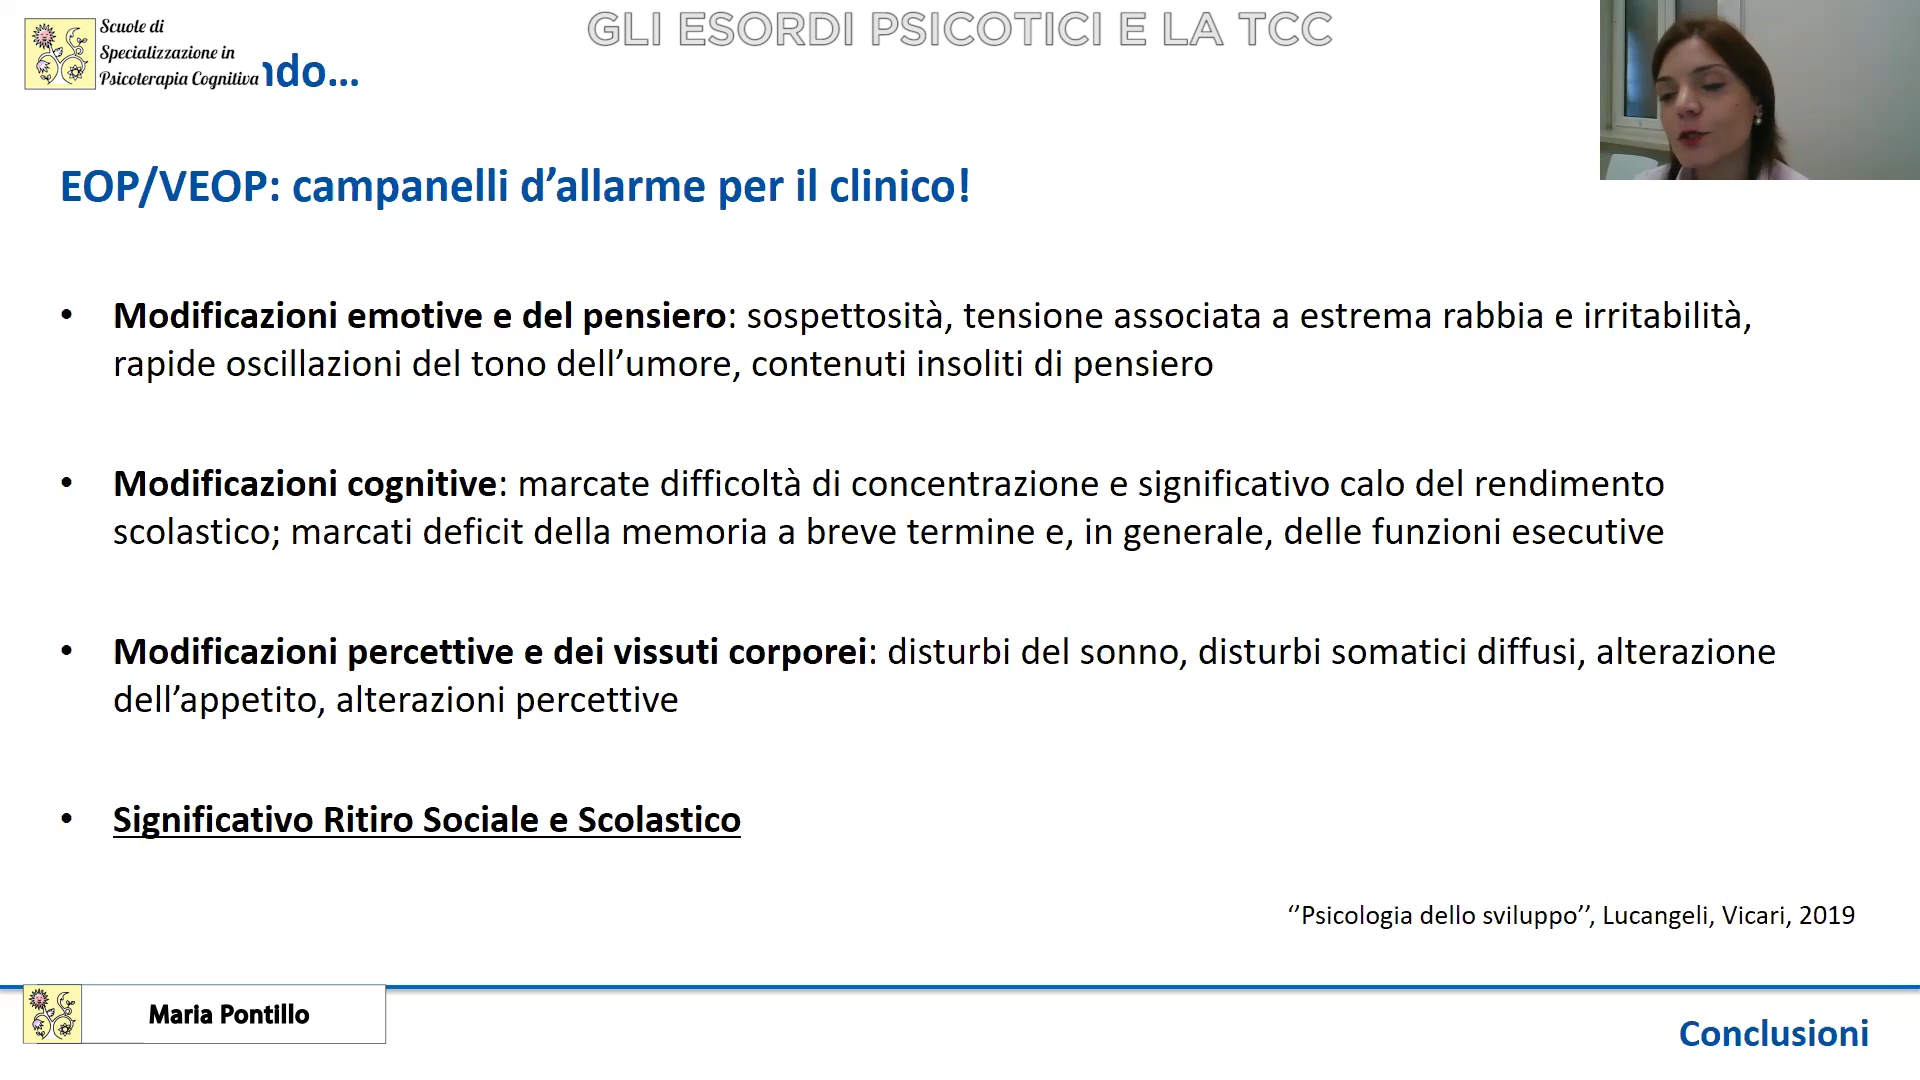 GLI ESORDI PSICOTICI E LA TCC
Scuole di
Specializzazione in
Psicoterapia Cognitiva
ndo...
EOP/VEOP: campanelli d’allarme per il clinico!
• Modificazioni emotive e del pensiero: sospettosità, tensione associata a estrema rabbia e irritabilità,
rapide oscillazioni del tono dell’umore, contenuti insoliti di pensiero
• Modificazioni cognitive: marcate difficoltà di concentrazione e significativo calo del rendimento
scolastico; marcati deficit della memoria a breve termine e, in generale, delle funzioni esecutive
• Modificazioni percettive e dei vissuti corporei: disturbi del sonno, disturbi somatici diffusi, alterazione
dell’appetito, alterazioni percettive
• Significativo Ritiro Sociale e Scolastico
‘’Psicologia dello sviluppo’’, Lucangeli, Vicari, 2019
Maria Pontillo
Conclusioni